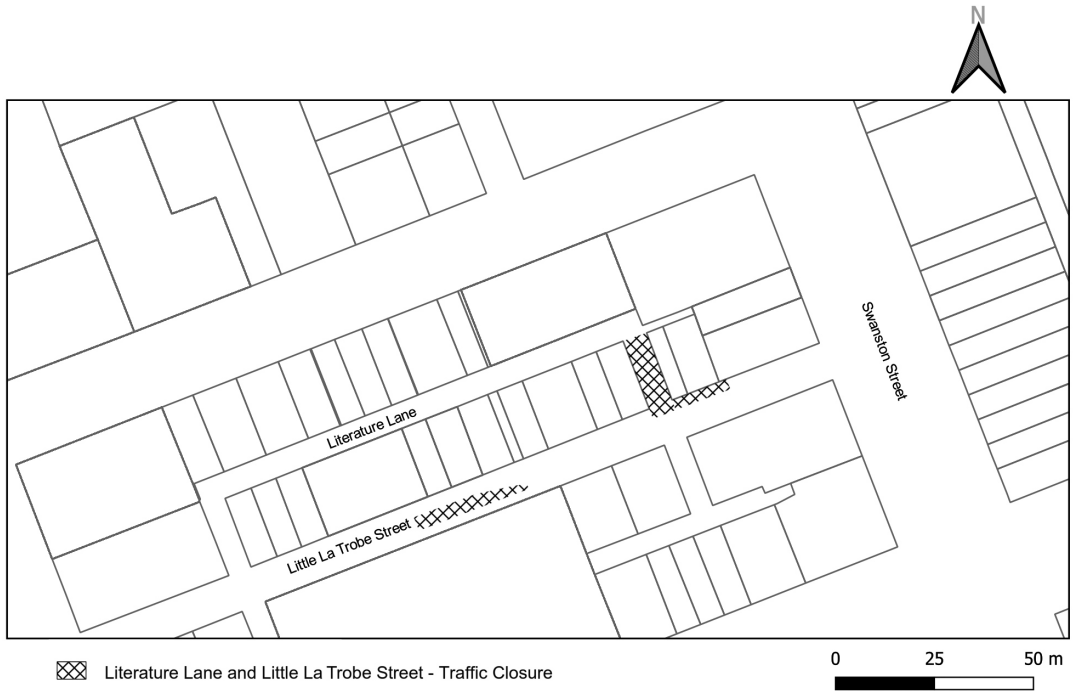 N
Swanston Street
Literature Lane
Little La Trobe Street
Literature Lane and Little La Trobe Street - Traffic Closure
0 25 50 m